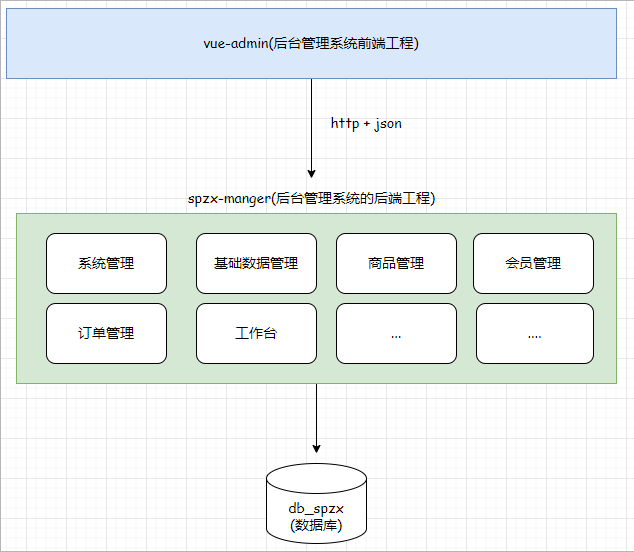 vue-admin(后台管理系统前端工程)
http + json
spzx-manger(后台管理系统的后端工程)
系统管理
基础数据管理
商品管理
会员管理
订单管理
工作台
...
....
db_spzx
(数据库)